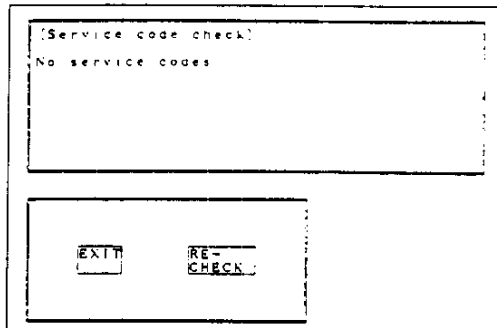 [Service code check]
No service codes
EXIT
RE-
CHECK